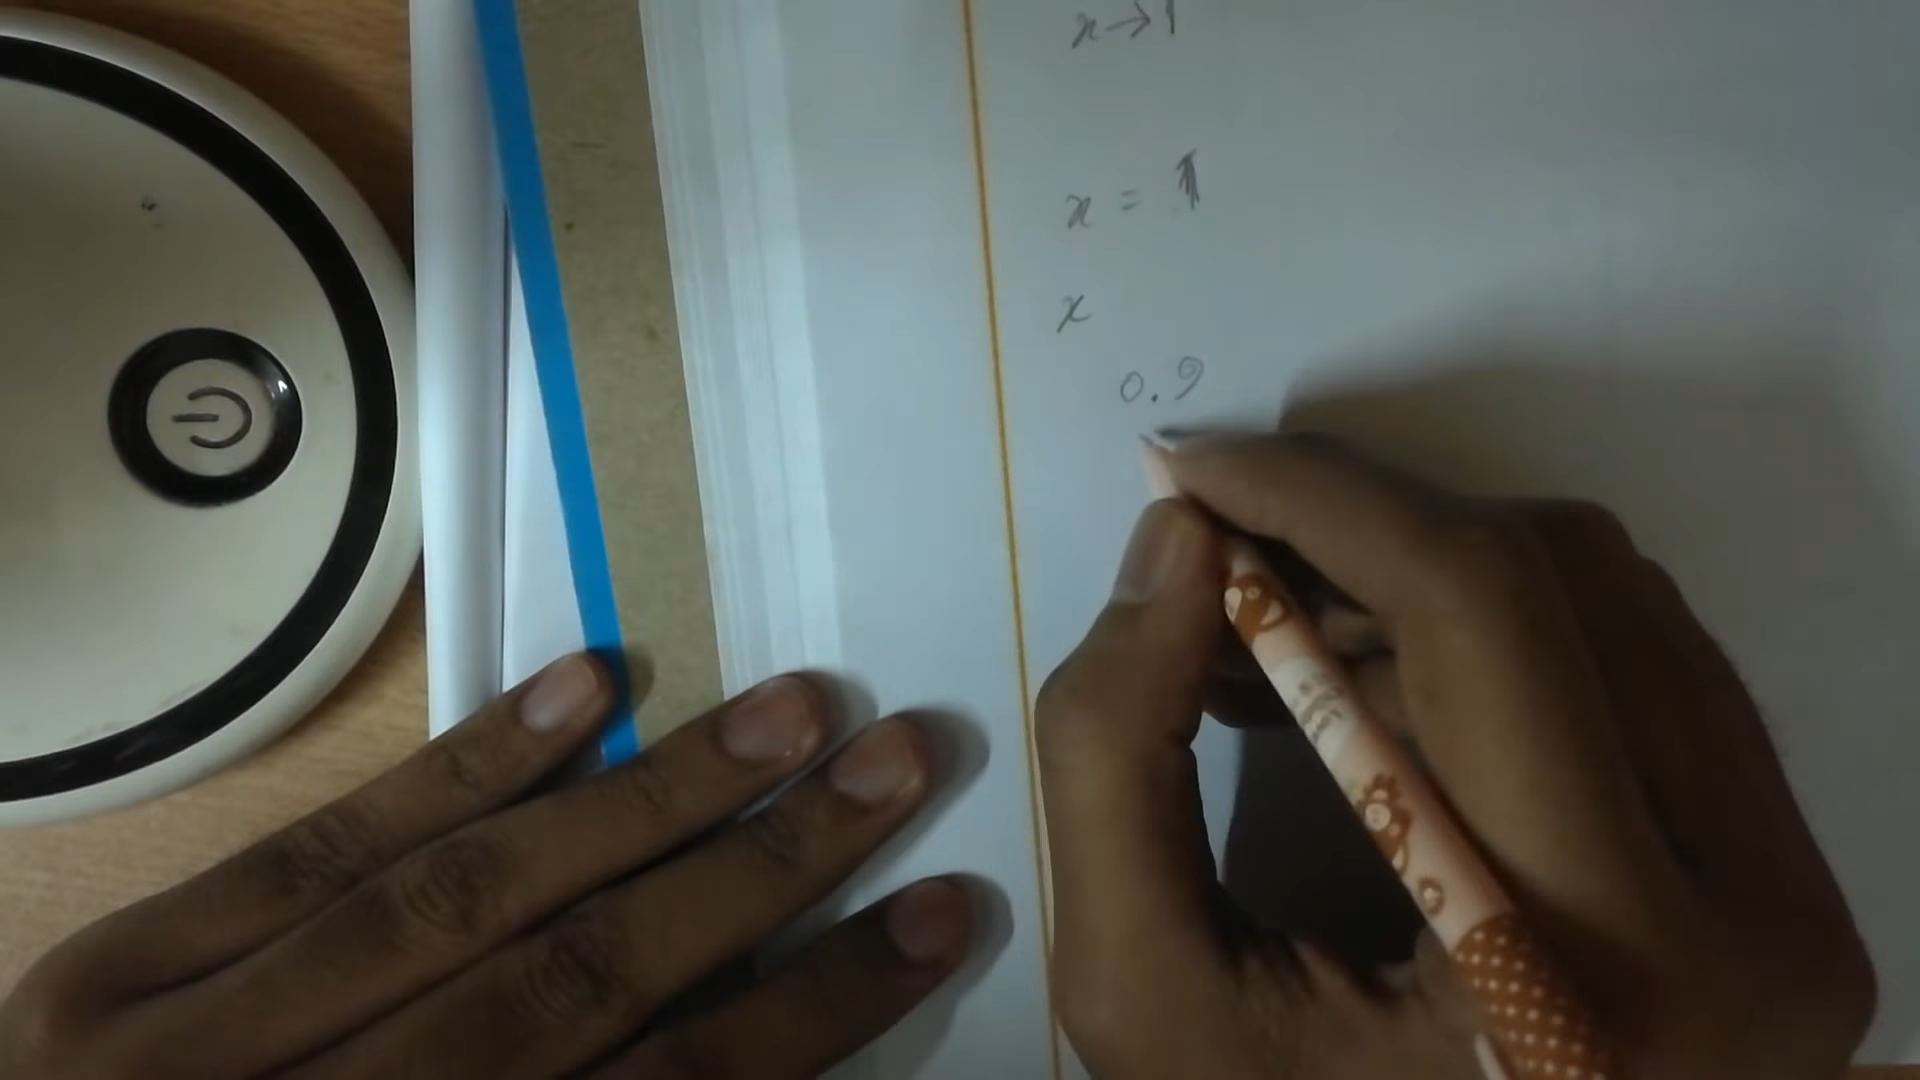 x→1
x = 1
x
0.9